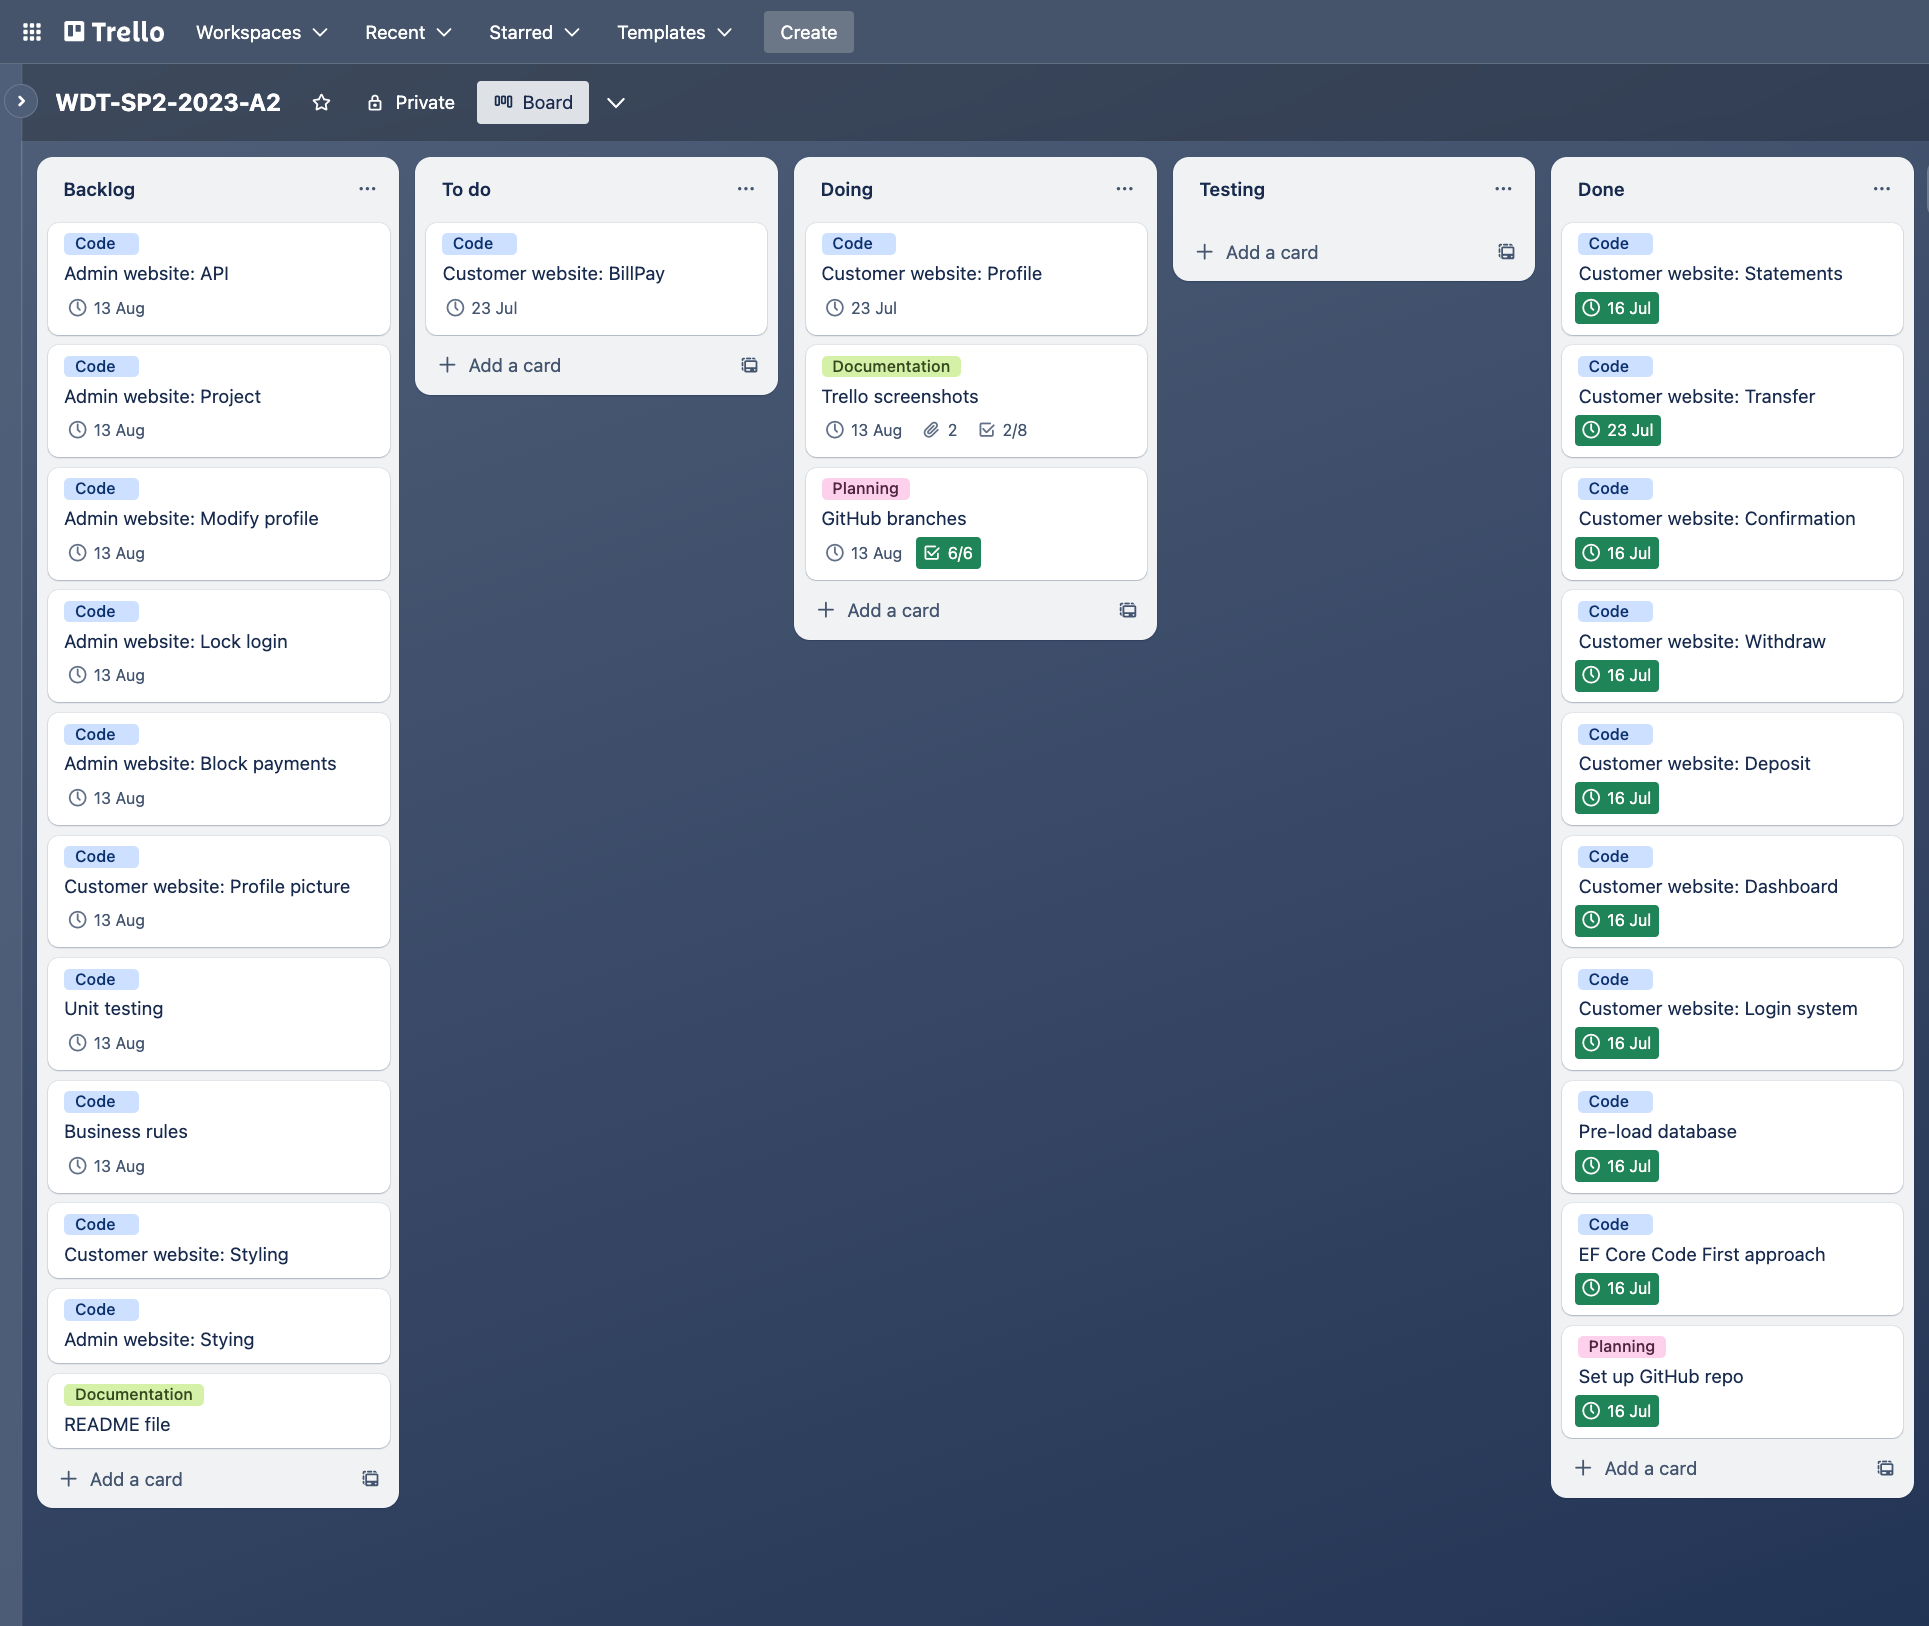 Trello Workspaces Recent Starred Templates Create
WDT-SP2-2023-A2 Private Board
Backlog
Code
Admin website: API
13 Aug
Code
Admin website: Project
13 Aug
Code
Admin website: Modify profile
13 Aug
Code
Admin website: Lock login
13 Aug
Code
Admin website: Block payments
13 Aug
Code
Customer website: Profile picture
13 Aug
Code
Unit testing
13 Aug
Code
Business rules
13 Aug
Code
Customer website: Styling
Code
Admin website: Stying
Documentation
README file
Add a card
To do
Code
Customer website: BillPay
23 Jul
Add a card
Doing
Code
Customer website: Profile
23 Jul
Documentation
Trello screenshots
13 Aug 2 2/8
Planning
GitHub branches
13 Aug 6/6
Add a card
Testing
Add a card
Done
Code
Customer website: Statements
16 Jul
Code
Customer website: Transfer
23 Jul
Code
Customer website: Confirmation
16 Jul
Code
Customer website: Withdraw
16 Jul
Code
Customer website: Deposit
16 Jul
Code
Customer website: Dashboard
16 Jul
Code
Customer website: Login system
16 Jul
Code
Pre-load database
16 Jul
Code
EF Core Code First approach
16 Jul
Planning
Set up GitHub repo
16 Jul
Add a card